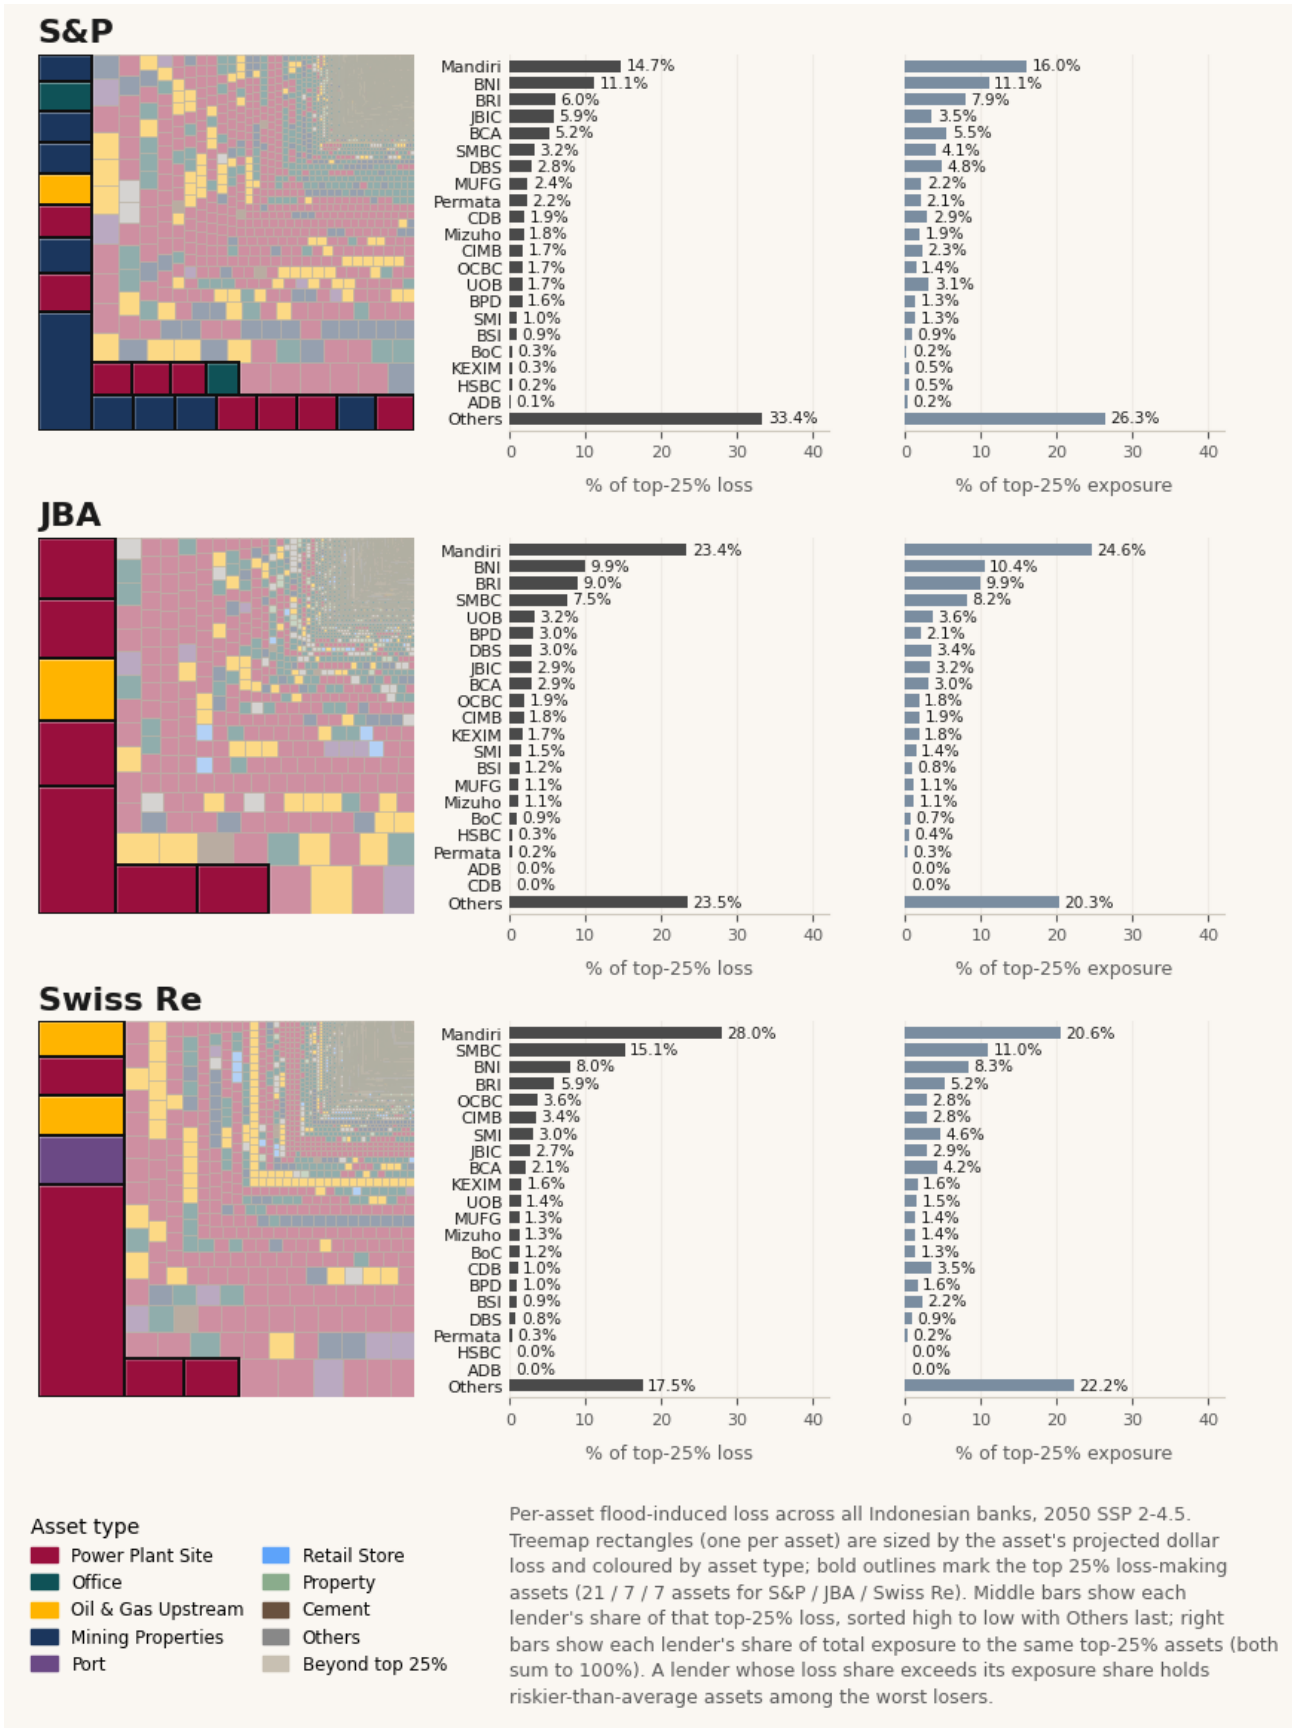 S&P
Mandiri 14.7% 16.0%
BNI 11.1% 11.1%
BRI 6.0% 7.9%
JBIC 5.9% 3.5%
BCA 5.2% 5.5%
SMBC 3.2% 4.1%
DBS 2.8% 4.8%
MUFG 2.4% 2.2%
Permata 2.2% 2.1%
CDB 1.9% 2.9%
Mizuho 1.8% 1.9%
CIMB 1.7% 2.3%
OCBC 1.7% 1.4%
UOB 1.7% 3.1%
BPD 1.6% 1.3%
SMI 1.0% 1.3%
BSI 0.9% 0.9%
BoC 0.3% 0.2%
KEXIM 0.3% 0.5%
HSBC 0.2% 0.5%
ADB 0.1% 0.2%
Others 33.4% 26.3%
0 10 20 30 40 0 10 20 30 40
% of top-25% loss % of top-25% exposure
JBA
Mandiri 23.4% 24.6%
BNI 9.9% 10.4%
BRI 9.0% 9.9%
SMBC 7.5% 8.2%
UOB 3.2% 3.6%
BPD 3.0% 2.1%
DBS 3.0% 3.4%
JBIC 2.9% 3.2%
BCA 2.9% 3.0%
OCBC 1.9% 1.8%
CIMB 1.8% 1.9%
KEXIM 1.7% 1.8%
SMI 1.5% 1.4%
BSI 1.2% 0.8%
MUFG 1.1% 1.1%
Mizuho 1.1% 1.1%
BoC 0.9% 0.7%
HSBC 0.3% 0.4%
Permata 0.2% 0.3%
ADB 0.0% 0.0%
CDB 0.0% 0.0%
Others 23.5% 20.3%
0 10 20 30 40 0 10 20 30 40
% of top-25% loss % of top-25% exposure
Swiss Re
Mandiri 28.0% 20.6%
SMBC 15.1% 11.0%
BNI 8.0% 8.3%
BRI 5.9% 5.2%
OCBC 3.6% 2.8%
CIMB 3.4% 2.8%
SMI 3.0% 4.6%
JBIC 2.7% 2.9%
BCA 2.1% 4.2%
KEXIM 1.6% 1.6%
UOB 1.4% 1.5%
MUFG 1.3% 1.4%
Mizuho 1.3% 1.4%
BoC 1.2% 1.3%
CDB 1.0% 3.5%
BPD 1.0% 1.6%
BSI 0.9% 2.2%
DBS 0.8% 0.9%
Permata 0.3% 0.2%
HSBC 0.0% 0.0%
ADB 0.0% 0.0%
Others 17.5% 22.2%
0 10 20 30 40 0 10 20 30 40
% of top-25% loss % of top-25% exposure
Asset type
Power Plant Site
Office
Oil & Gas Upstream
Mining Properties
Port
Retail Store
Property
Cement
Others
Beyond top 25%
Per-asset flood-induced loss across all Indonesian banks, 2050 SSP 2-4.5.
Treemap rectangles (one per asset) are sized by the asset's projected dollar
loss and coloured by asset type; bold outlines mark the top 25% loss-making
assets (21 / 7 / 7 assets for S&P / JBA / Swiss Re). Middle bars show each
lender's share of that top-25% loss, sorted high to low with Others last; right
bars show each lender's share of total exposure to the same top-25% assets (both
sum to 100%). A lender whose loss share exceeds its exposure share holds
riskier-than-average assets among the worst losers.